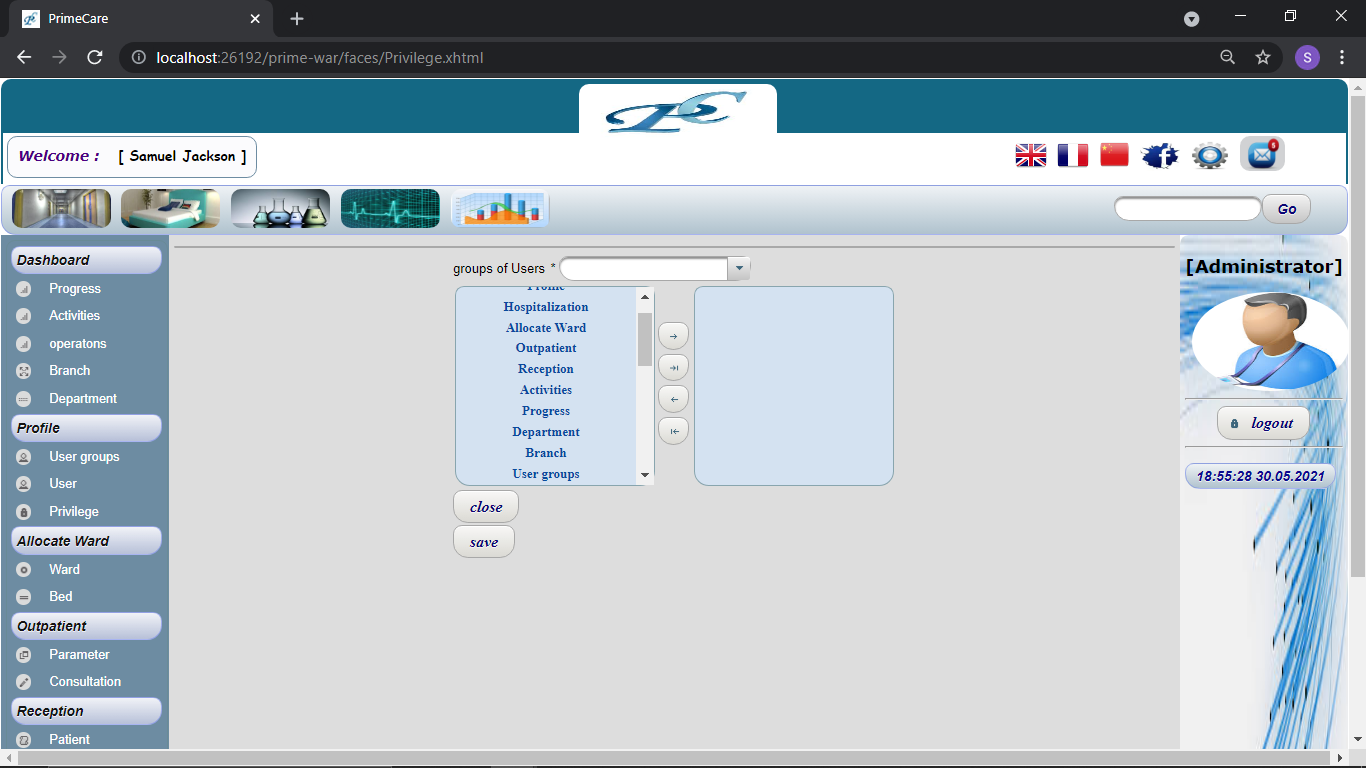 PrimeCare
localhost:26192/prime-war/faces/Privilege.xhtml
S
PC
Welcome : [ Samuel Jackson ]
f
5
Go
Dashboard
Progress
Activities
operatons
Branch
Department
Profile
User groups
User
Privilege
Allocate Ward
Ward
Bed
Outpatient
Parameter
Consultation
Reception
Patient
groups of Users *
Profile
Hospitalization
Allocate Ward
Outpatient
Reception
Activities
Progress
Department
Branch
User groups
close
save
[Administrator]
logout
18:55:28 30.05.2021